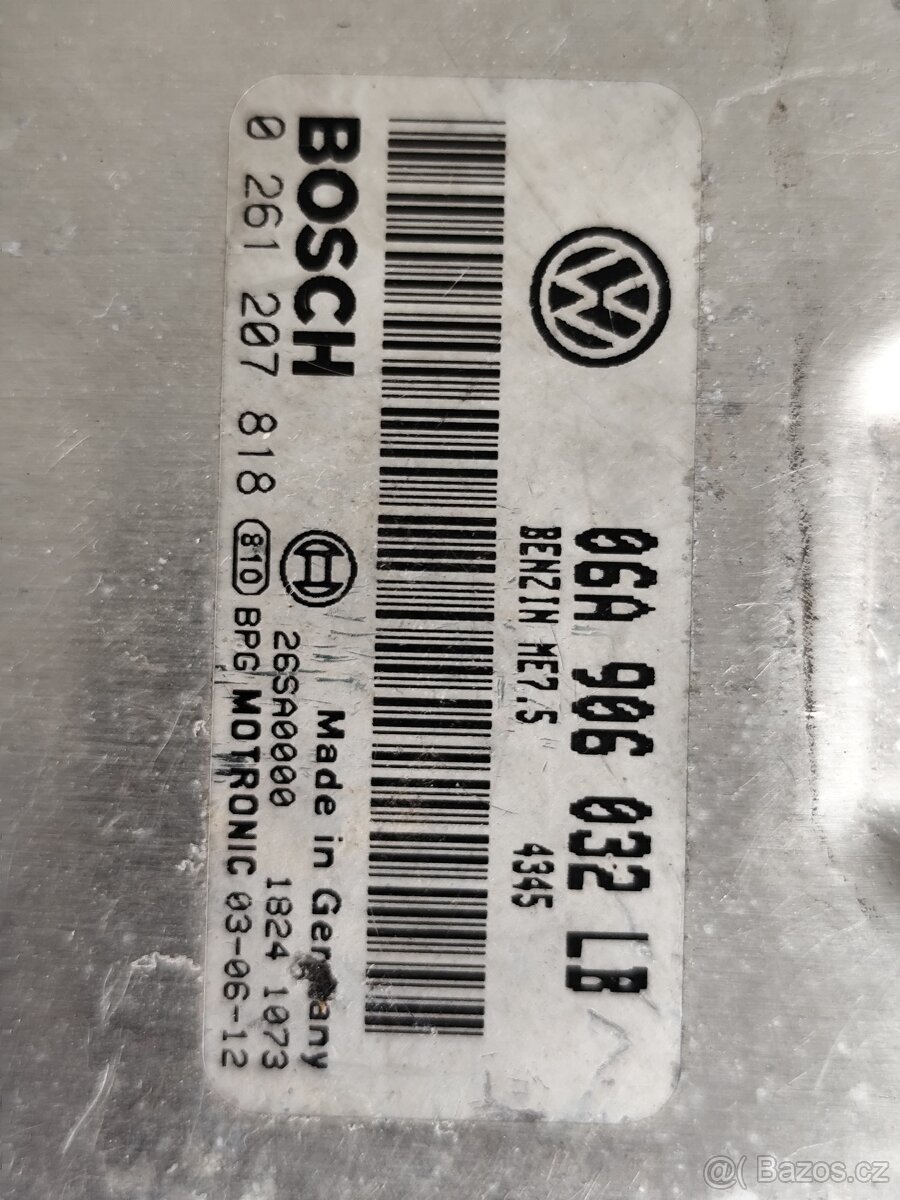 06A 906 032 LB
BENZIN ME7.5 4345
BOSCH
Made in Germany
0 261 207 818
26SA0000 1824 1073
810 BPG MOTRONIC 03-06-12
@( Bazos.cz